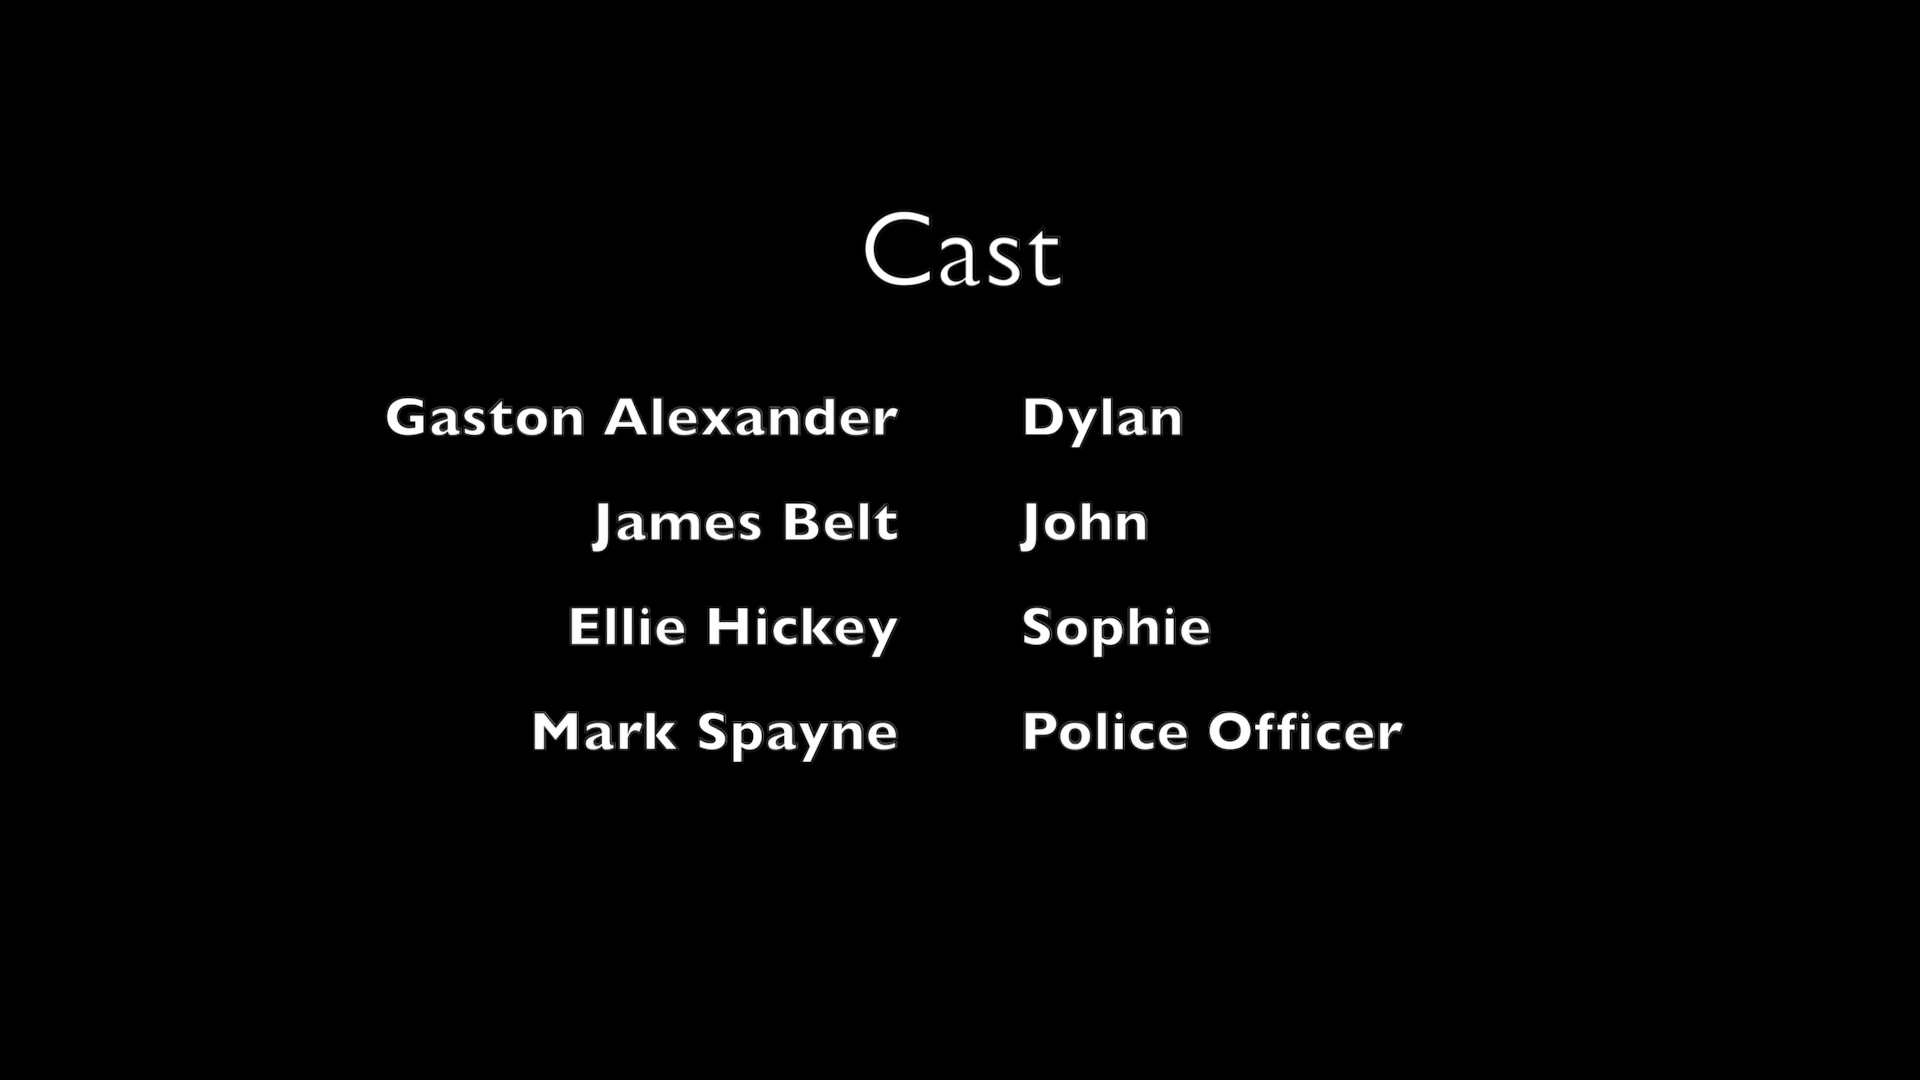 Cast
Gaston Alexander Dylan
James Belt John
Ellie Hickey Sophie
Mark Spayne Police Officer